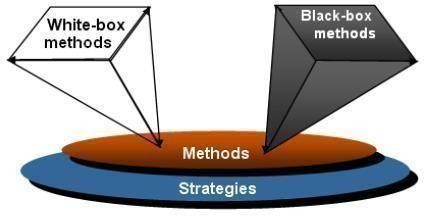 White-box
methods
Black-box
methods
Methods
Strategies